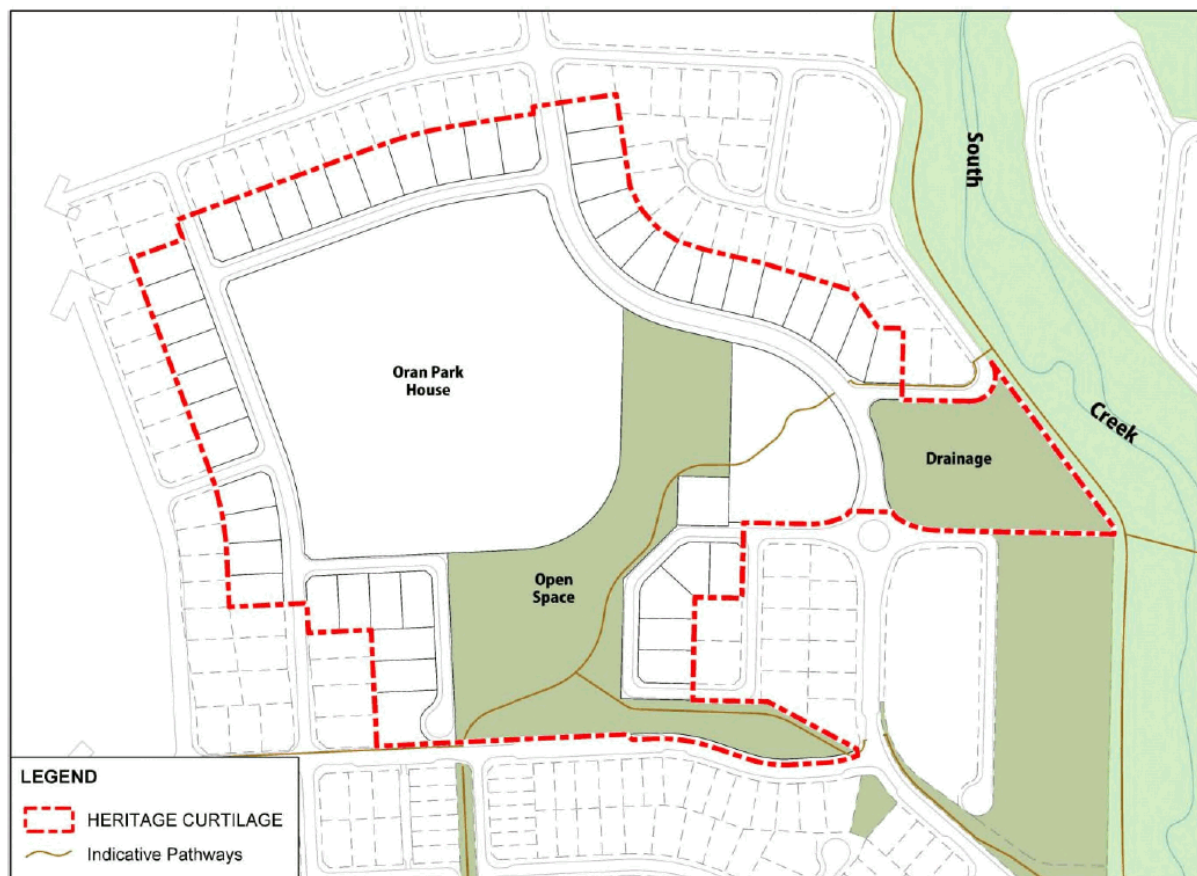 South
Creek
Oran Park
House
Drainage
Open
Space
LEGEND
HERITAGE CURTILAGE
Indicative Pathways